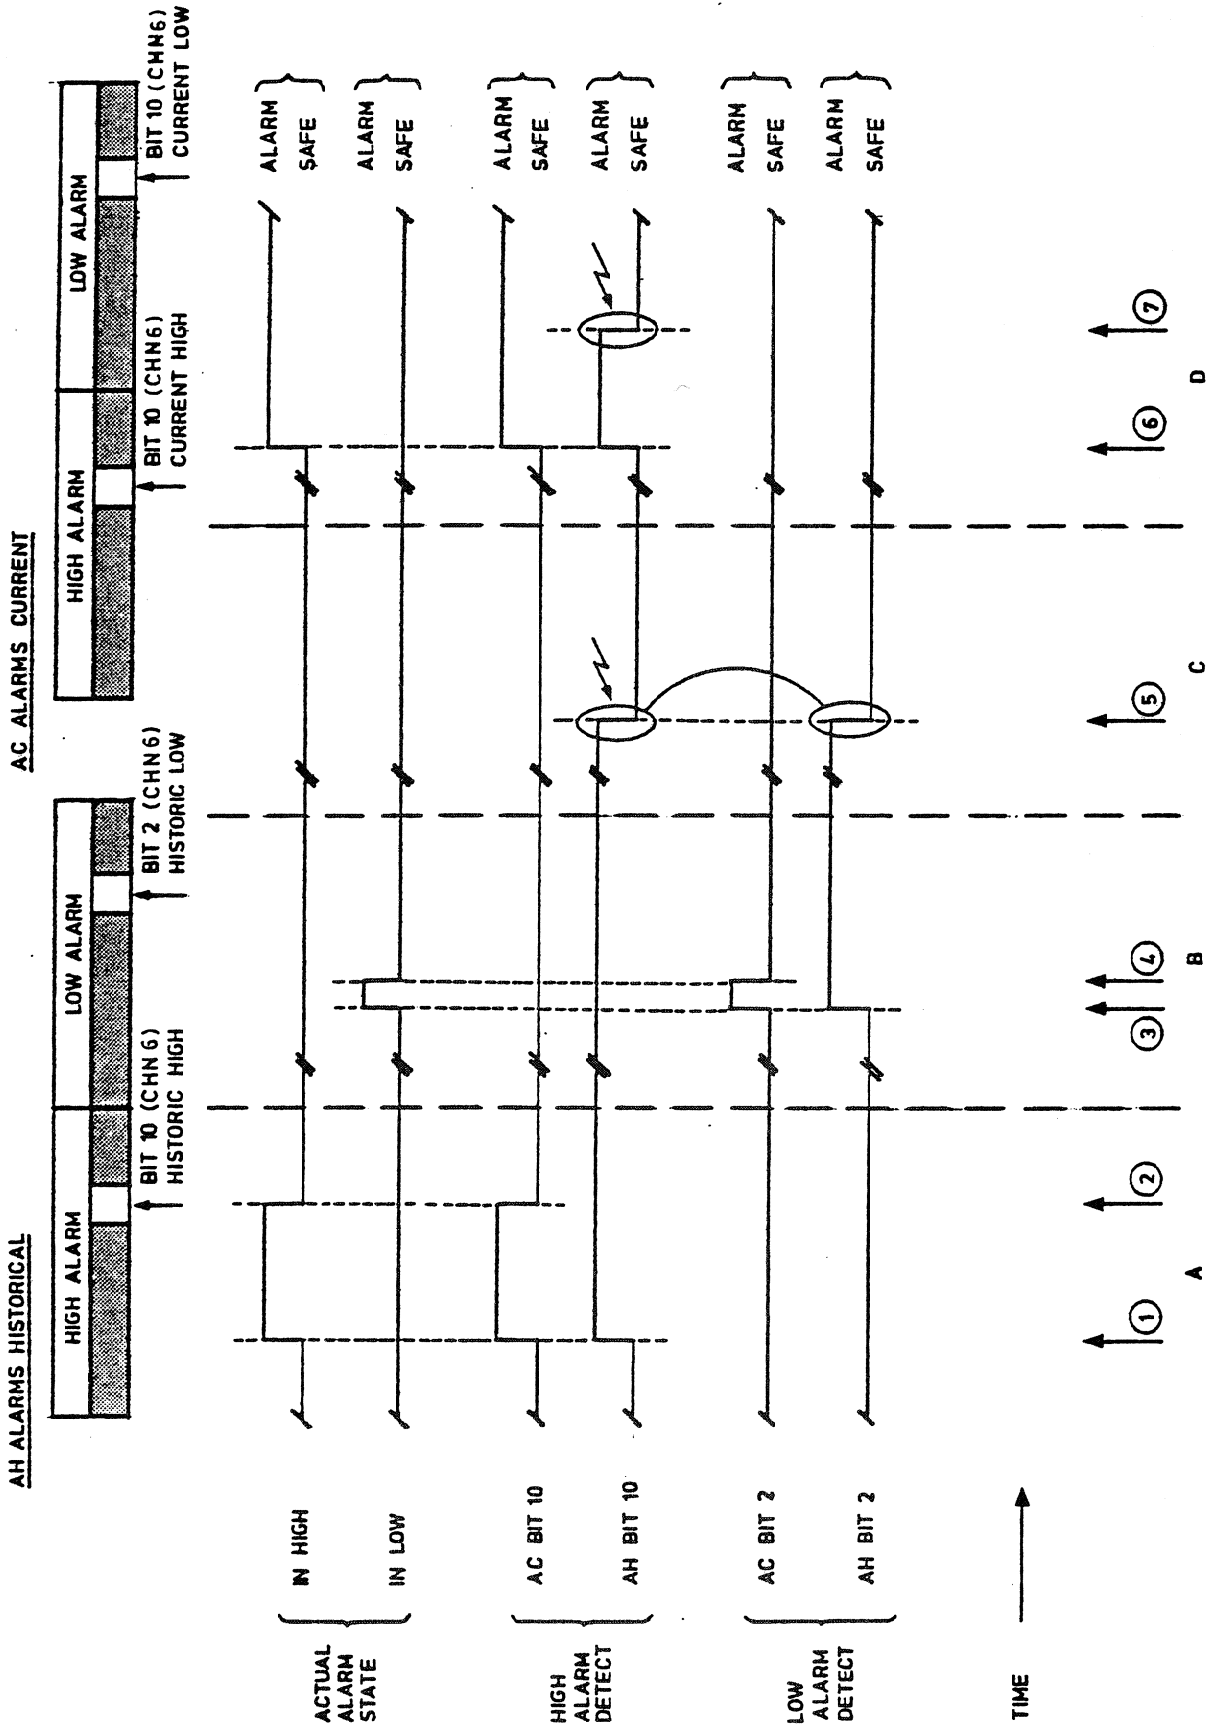 AH ALARMS HISTORICAL
AC ALARMS CURRENT
HIGH ALARM
LOW ALARM
HIGH ALARM
LOW ALARM
BIT 10 (CHN 6)
HISTORIC HIGH
BIT 2 (CHN 6)
HISTORIC LOW
BIT 10 (CHN6)
CURRENT HIGH
BIT 10 (CHN6)
CURRENT LOW
ACTUAL
ALARM
STATE
IN HIGH
ALARM
SAFE
IN LOW
ALARM
SAFE
HIGH
ALARM
DETECT
AC BIT 10
ALARM
SAFE
AH BIT 10
ALARM
SAFE
LOW
ALARM
DETECT
AC BIT 2
ALARM
SAFE
AH BIT 2
ALARM
SAFE
TIME
1
2
3
4
5
6
7
A
B
C
D